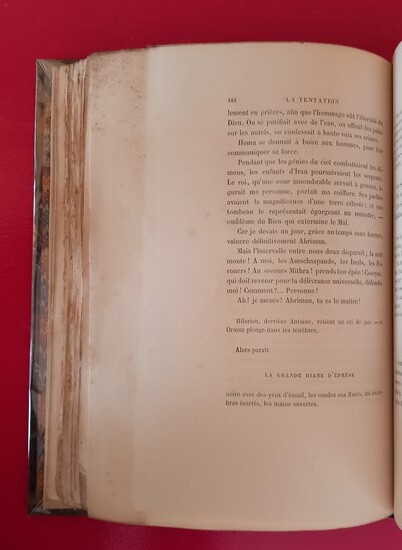 188 LA TENTATION
lement en prières, afin que l'hommage eût l'éternité du
Dieu. On se purifiait avec de l'eau, on offrait des pains
sur les autels, on confessait à haute voix ses crimes.
Homa se donnait à boire aux hommes, pour leur
communiquer sa force.
Pendant que les génies du ciel combattaient les dé-
mons, les enfants d'Iran poursuivaient les serpents.
Le roi, qu'une cour innombrable servait à genoux,
gurait ma personne, portait ma coiffure. Ses jardins
avaient la magnificence d'une terre céleste; et son
tombeau le représentait égorgeant un monstre, —
emblème du Bien qui extermine le Mal.
Car je devais un jour, grâce au temps sans bornes,
vaincre définitivement Ahriman.
Mais l'intervalle entre nous deux disparaît; la nuit
monte! A moi, les Amschaspands, les Izeds, les Fe-
rouers! Au secours Mithra! prends ton épée! Caosyac,
qui doit revenir pour la délivrance universelle, défends-
moi! Comment?... Personne!
Ah! je meurs! Ahriman, tu es le maître!
Hilarion, derrière Antoine, retient un cri de joie — et
Ormuz plonge dans les ténèbres.
Alors paraît
LA GRANDE DIANE D'ÉPHÈSE
noire avec des yeux d'émail, les coudes aux flancs, les avant-
bras écartés, les mains ouvertes.